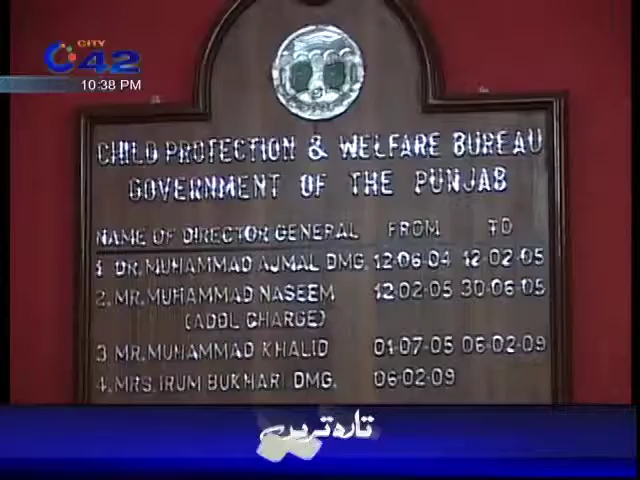 CITY
42
10:38 PM
CHILD PROTECTION & WELFARE BUREAU
GOVERNMENT OF THE PUNJAB
NAME OF DIRECTOR GENERAL FROM TO
1 DR. MUHAMMAD AJMAL DMG. 12-06-04 12-02-05
2. MR. MUHAMMAD NASEEM 12-02-05 30-06-05
(ADDL CHARGE)
3 MR. MUHAMMAD KHALID 01-07-05 06-02-09
4. MRS. IRUM BUKHARI DMG. 06-02-09
تازہ ترین